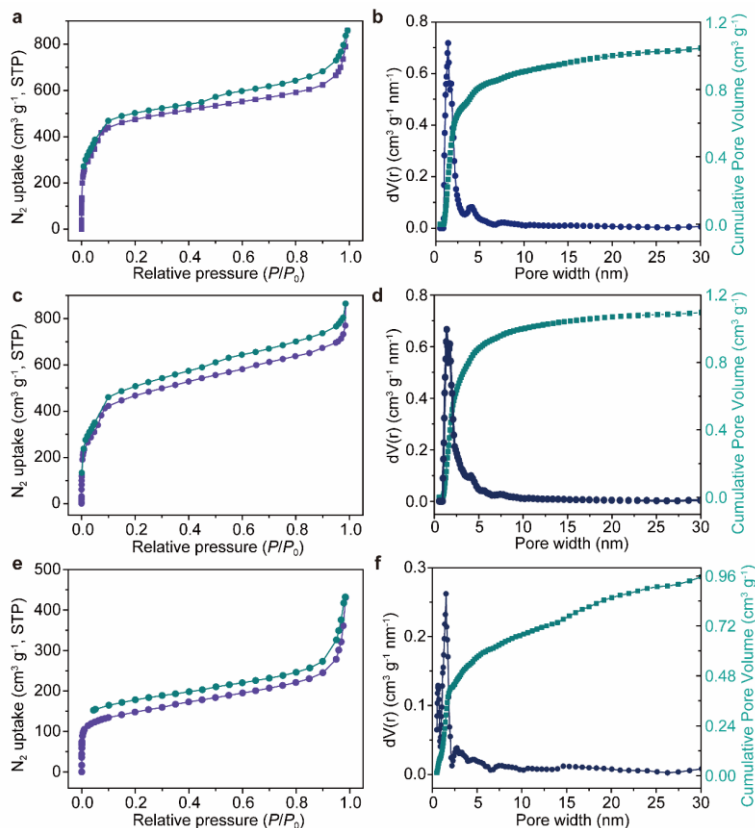 a
800
600
400
200
0
N₂ uptake (cm³ g⁻¹, STP)
0.0 0.2 0.4 0.6 0.8 1.0
Relative pressure (P/P₀)
b
0.8
0.6
0.4
0.2
0.0
dV(r) (cm³ g⁻¹ nm⁻¹)
0 5 10 15 20 25 30
Pore width (nm)
1.2
0.8
0.4
0.0
Cumulative Pore Volume (cm³ g⁻¹)
c
800
600
400
200
0
N₂ uptake (cm³ g⁻¹, STP)
0.0 0.2 0.4 0.6 0.8 1.0
Relative pressure (P/P₀)
d
0.8
0.6
0.4
0.2
0.0
dV(r) (cm³ g⁻¹ nm⁻¹)
0 5 10 15 20 25 30
Pore width (nm)
1.2
0.8
0.4
0.0
Cumulative Pore Volume (cm³ g⁻¹)
e
500
400
300
200
100
0
N₂ uptake (cm³ g⁻¹, STP)
0.0 0.2 0.4 0.6 0.8 1.0
Relative pressure (P/P₀)
f
0.3
0.2
0.1
0.0
dV(r) (cm³ g⁻¹ nm⁻¹)
0 5 10 15 20 25 30
Pore width (nm)
0.96
0.72
0.48
0.24
0.00
Cumulative Pore Volume (cm³ g⁻¹)